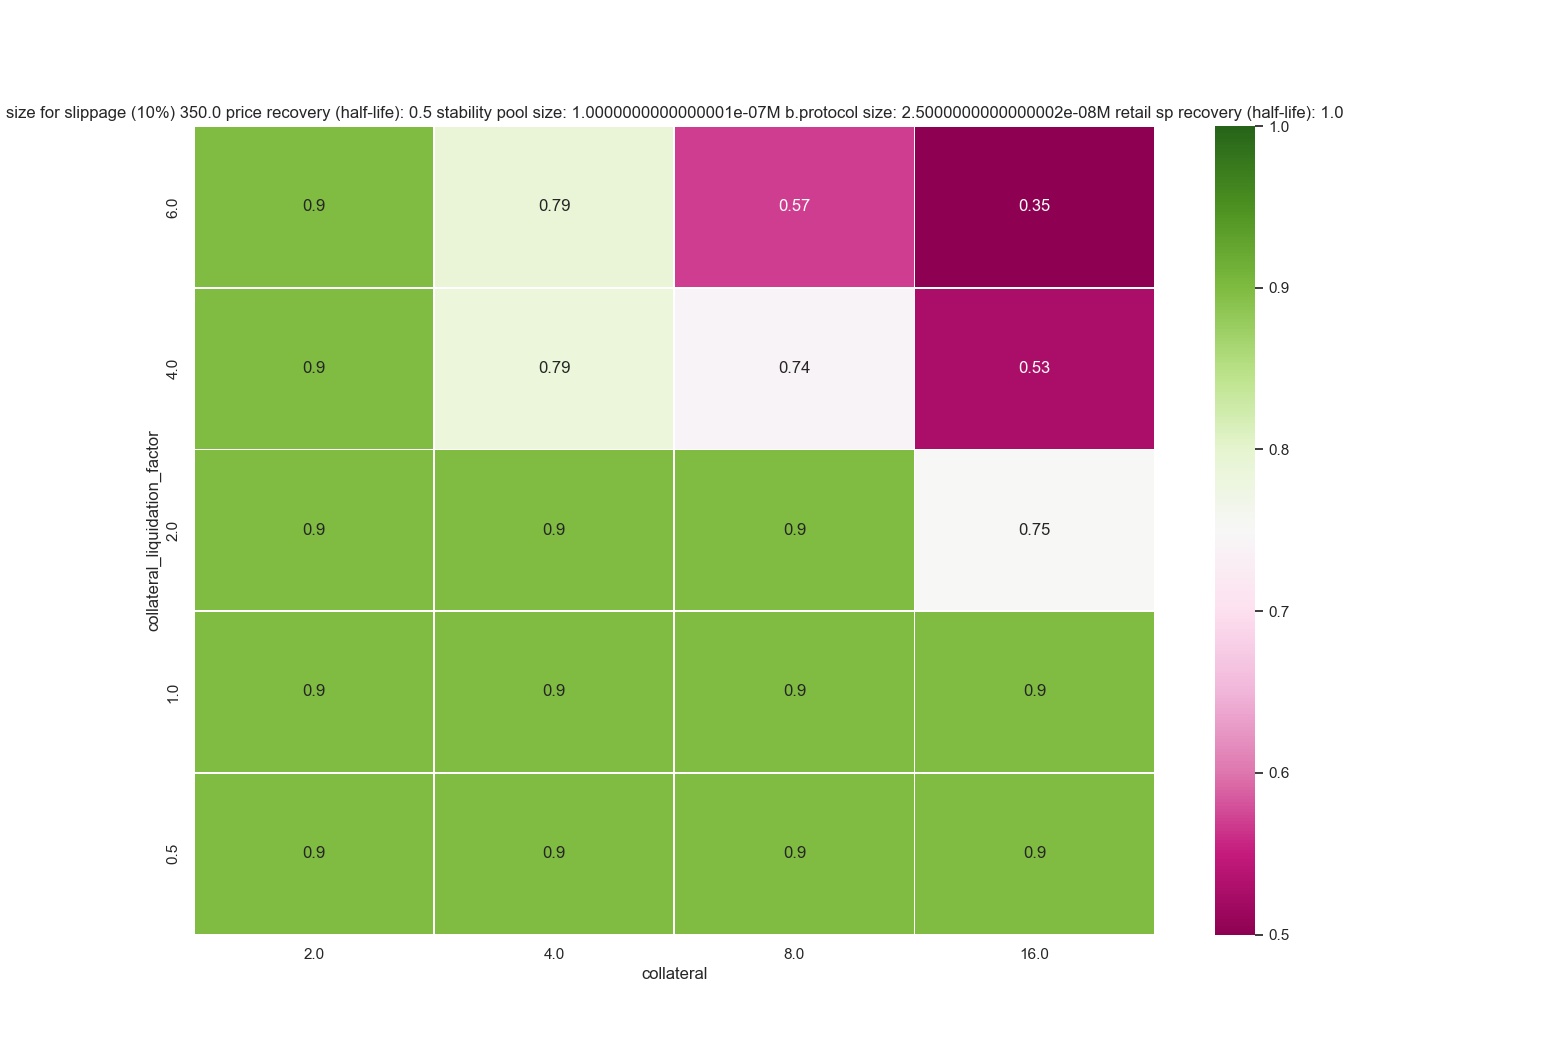 size for slippage (10%) 350.0 price recovery (half-life): 0.5 stability pool size: 1.0000000000000001e-07M b.protocol size: 2.5000000000000002e-08M retail sp recovery (half-life): 1.0
collateral_liquidation_factor
6.0 0.9 0.79 0.57 0.35
4.0 0.9 0.79 0.74 0.53
2.0 0.9 0.9 0.9 0.75
1.0 0.9 0.9 0.9 0.9
0.5 0.9 0.9 0.9 0.9
2.0 4.0 8.0 16.0
collateral
1.0
0.9
0.8
0.7
0.6
0.5